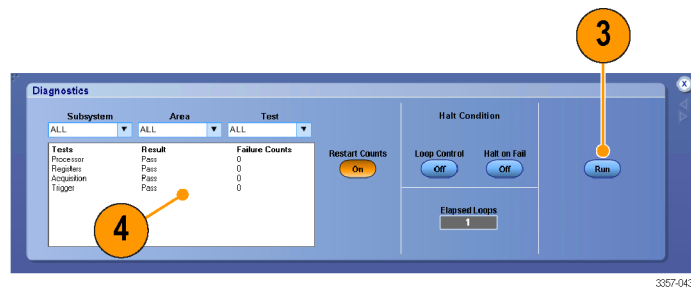 3
X
Diagnostics
Subsystem Area Test
ALL ALL ALL
Tests Result Failure Counts
Processor Pass 0
Registers Pass 0
Acquisition Pass 0
Trigger Pass 0
Restart Counts
On
Halt Condition
Loop Control Halt on Fail
Off Off
Elapsed Loops
1
Run
4
3357-043